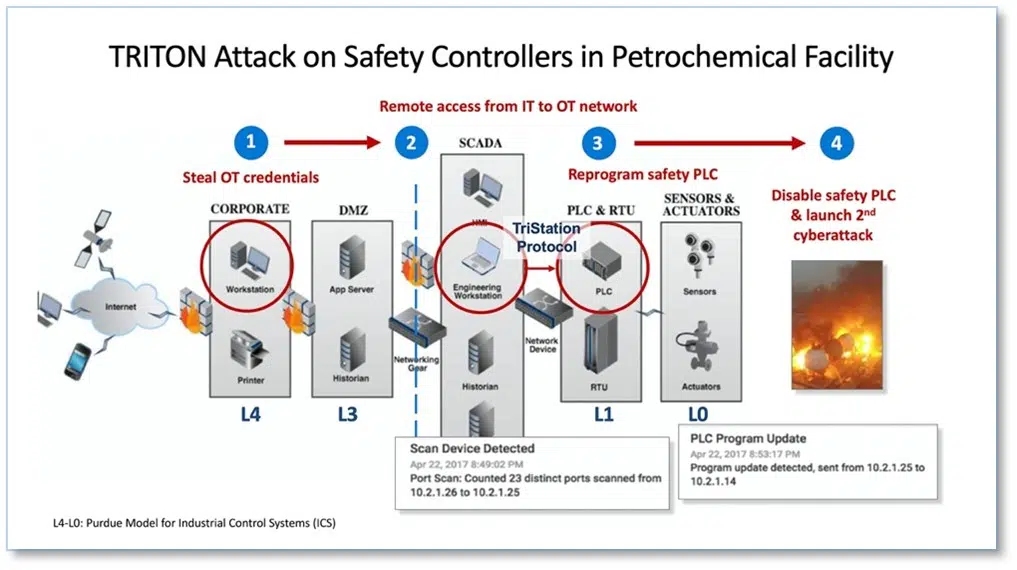 TRITON Attack on Safety Controllers in Petrochemical Facility
Remote access from IT to OT network
1
2
3
4
Steal OT credentials
SCADA
Reprogram safety PLC
Disable safety PLC
& launch 2nd
cyberattack
CORPORATE
DMZ
PLC & RTU
SENSORS &
ACTUATORS
HMI
TriStation
Protocol
Internet
Workstation
App Server
Engineering
Workstation
PLC
Sensors
Printer
Historian
Networking
Gear
Historian
Network
Device
RTU
Actuators
L4
L3
L1
L0
Scan Device Detected
Apr 22, 2017 8:49:02 PM
Port Scan: Counted 23 distinct ports scanned from
10.2.1.26 to 10.2.1.25
PLC Program Update
Apr 22, 2017 8:53:17 PM
Program update detected, sent from 10.2.1.25 to
10.2.1.14
L4-L0: Purdue Model for Industrial Control Systems (ICS)